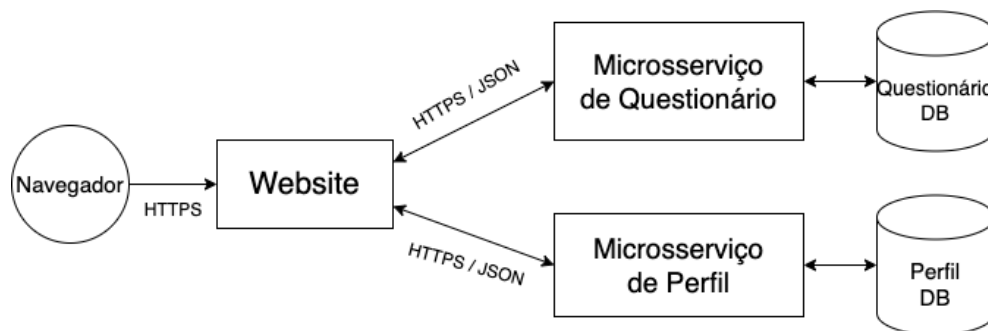 Navegador
HTTPS
Website
HTTPS / JSON
HTTPS / JSON
Microsserviço
de Questionário
Questionário
DB
Microsserviço
de Perfil
Perfil
DB